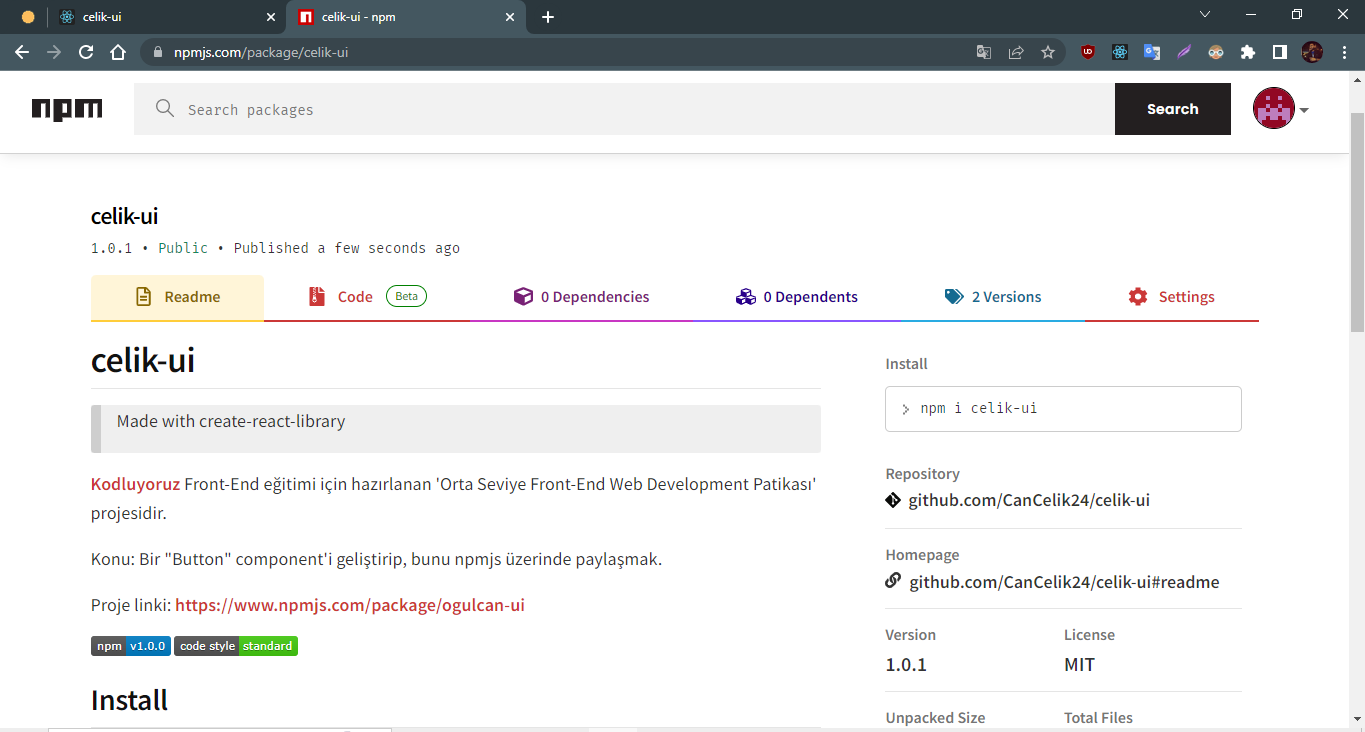 celik-ui
celik-ui - npm
npmjs.com/package/celik-ui
npm
Search packages
Search
celik-ui
1.0.1 • Public • Published a few seconds ago
Readme
Code Beta
0 Dependencies
0 Dependents
2 Versions
Settings
celik-ui
Made with create-react-library
Kodluyoruz Front-End eğitimi için hazırlanan 'Orta Seviye Front-End Web Development Patikası'
projesidir.
Konu: Bir "Button" component'i geliştirip, bunu npmjs üzerinde paylaşmak.
Proje linki: https://www.npmjs.com/package/ogulcan-ui
npm v1.0.0 code style standard
Install
Install
> npm i celik-ui
Repository
github.com/CanCelik24/celik-ui
Homepage
github.com/CanCelik24/celik-ui#readme
Version
1.0.1
License
MIT
Unpacked Size
Total Files